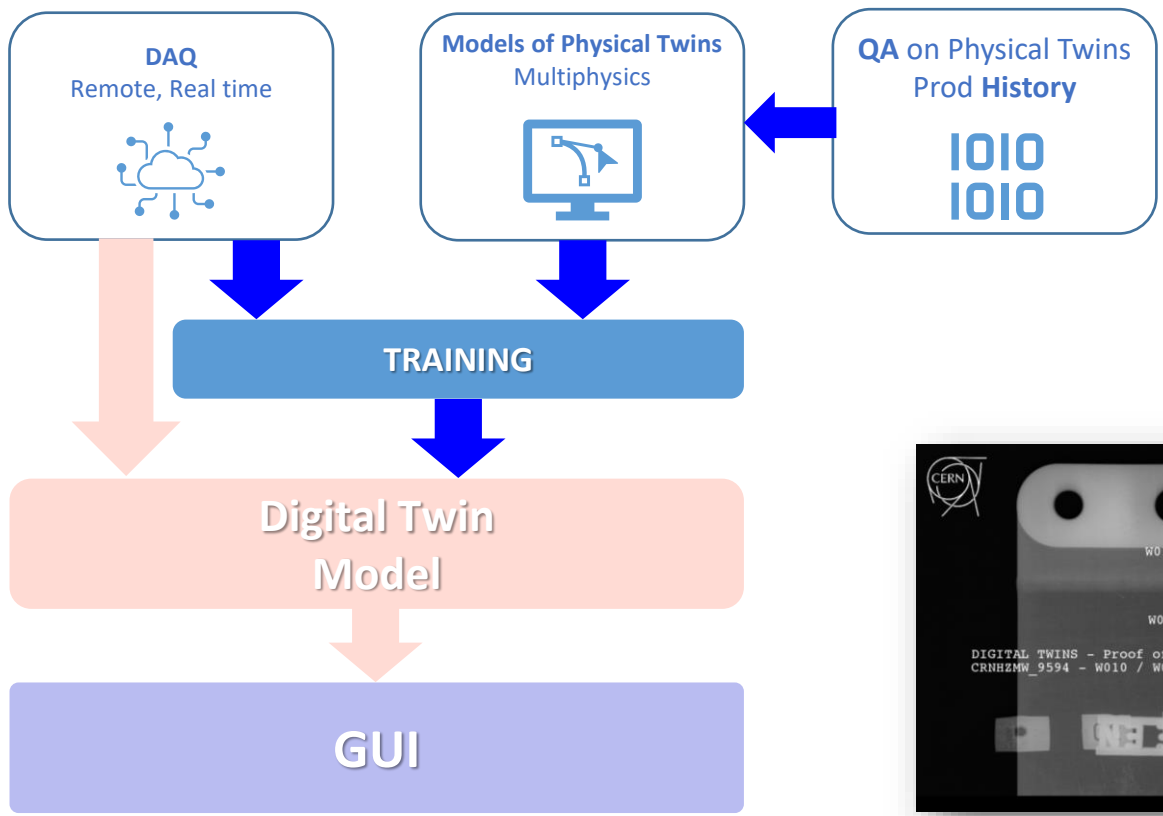 DAQ
Remote, Real time
Models of Physical Twins
Multiphysics
QA on Physical Twins
Prod History
1010
1010
TRAINING
Digital Twin
Model
GUI
CERN
DIGITAL TWINS - Proof
CRNHZMW_9594 - W010 /